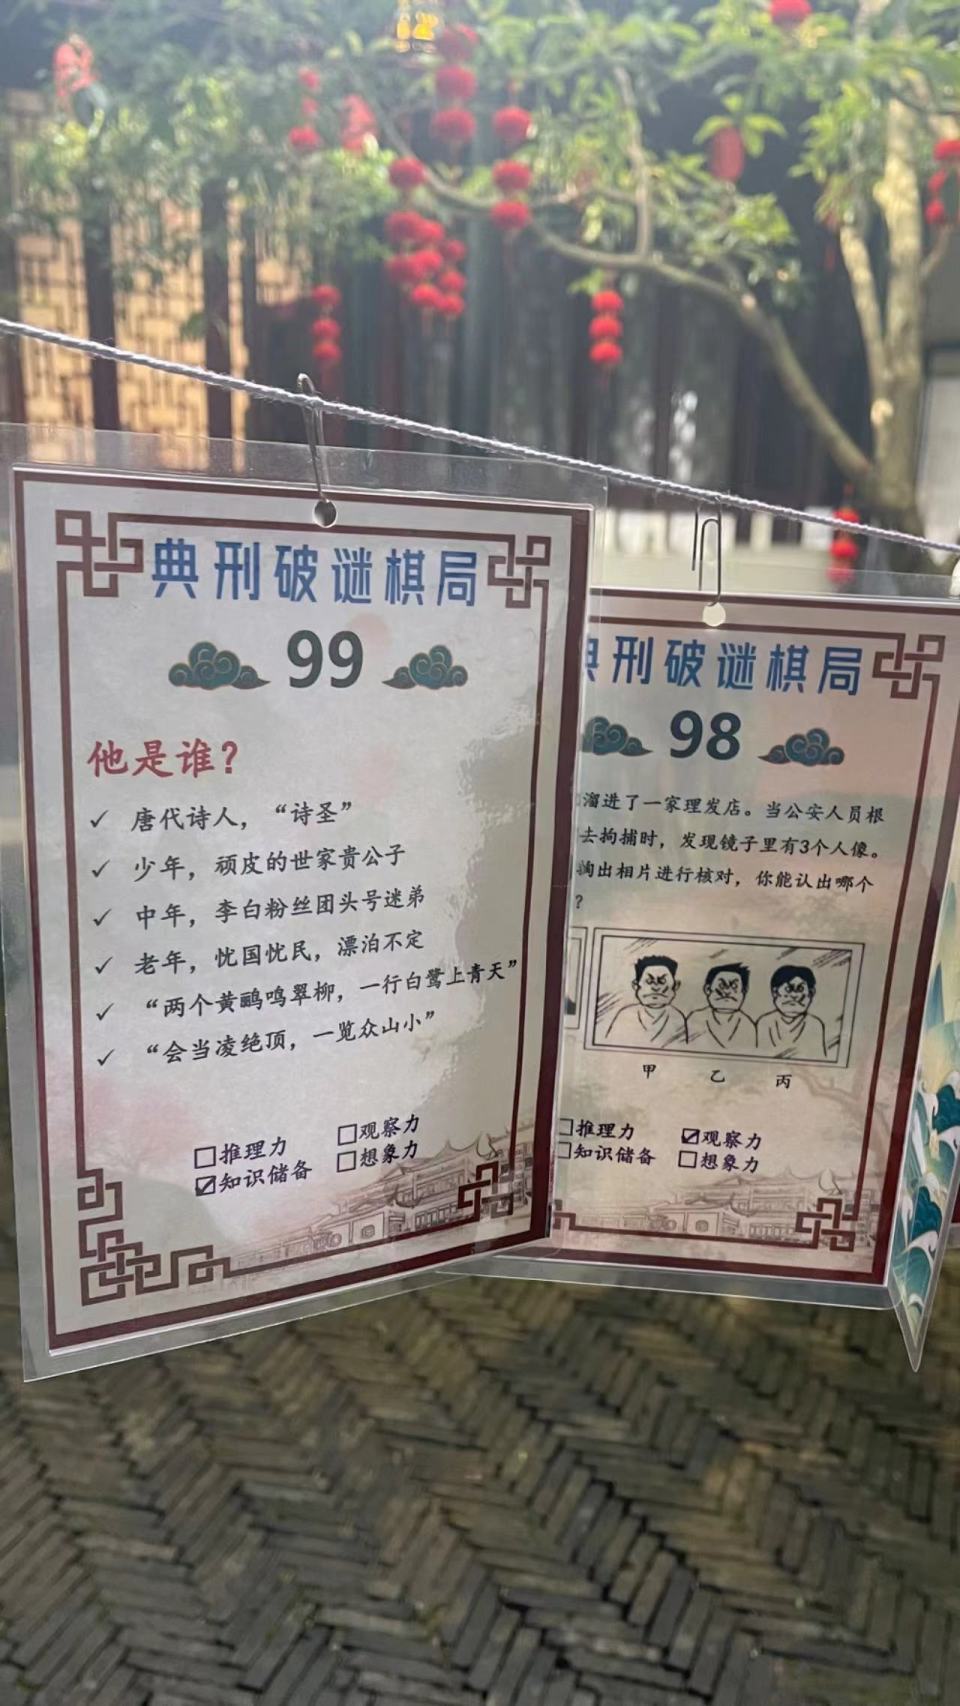 典刑破谜棋局
99
他是谁？
✓ 唐代诗人，“诗圣”
✓ 少年，顽皮的世家贵公子
✓ 中年，李白粉丝团头号迷弟
✓ 老年，忧国忧民，漂泊不定
✓ “两个黄鹂鸣翠柳，一行白鹭上青天”
✓ “会当凌绝顶，一览众山小”
☐推理力 ☐观察力
☑知识储备 ☐想象力
典刑破谜棋局
98
溜进了一家理发店。当公安人员根
去拘捕时，发现镜子里有3个人像。
掏出相片进行核对，你能认出哪个
？
甲 乙 丙
☐推理力 ☑观察力
☐知识储备 ☐想象力